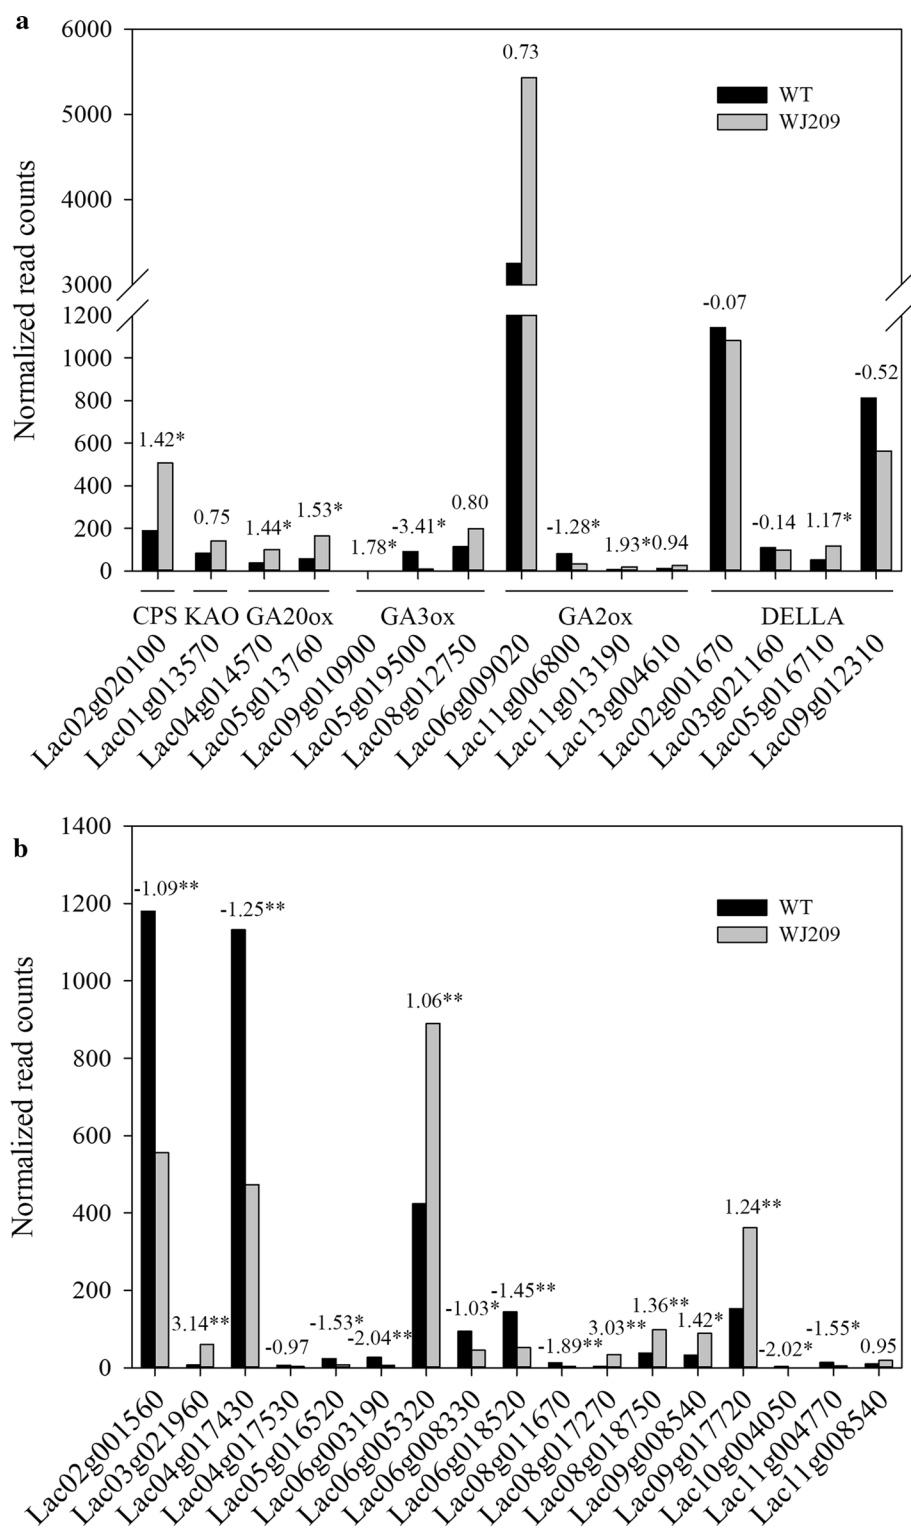 a
6000
5000
4000
3000
1200
1000
800
600
400
200
0
Normalized read counts
WT
WJ209
1.42*
0.75
1.44*
1.53*
1.78*
-3.41*
0.80
0.73
-1.28*
1.93*
0.94
-0.07
-0.14
1.17*
-0.52
CPS KAO GA20ox GA3ox GA2ox DELLA
Lac02g020100
Lac01g013570
Lac04g014570
Lac05g013760
Lac09g010900
Lac05g019500
Lac08g012750
Lac06g009020
Lac11g006800
Lac11g013190
Lac13g004610
Lac02g001670
Lac03g021160
Lac05g016710
Lac09g012310
b
1400
1200
1000
800
600
400
200
0
Normalized read counts
WT
WJ209
-1.09**
3.14**
-1.25**
-0.97
-1.53*
-2.04**
1.06**
-1.03*
-1.45**
-1.89**
3.03**
1.36**
1.42*
1.24**
-2.02*
-1.55*
0.95
Lac02g001560
Lac03g021960
Lac04g017430
Lac04g017530
Lac05g016520
Lac06g003190
Lac06g005320
Lac06g008330
Lac06g018520
Lac08g011670
Lac08g017270
Lac08g018750
Lac09g008540
Lac09g017720
Lac10g004050
Lac11g004770
Lac11g008540